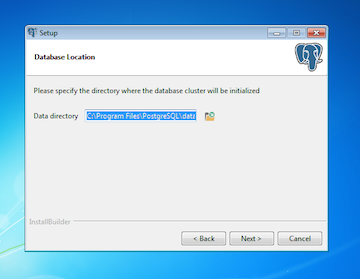 Setup
Database Location
Please specify the directory where the database cluster will be initialized
Data directory C:\Program Files\PostgreSQL\data
InstallBuilder
< Back Next > Cancel